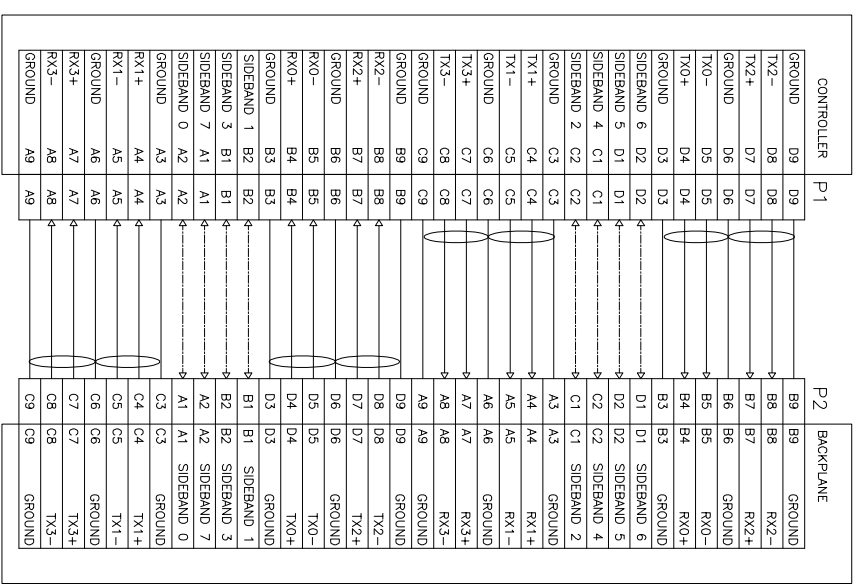 CONTROLLER P1 P2 BACKPLANE
GROUND D9 D9 B9 B9 GROUND
TX2- D8 D8 B8 B8 RX2-
TX2+ D7 D7 B7 B7 RX2+
GROUND D6 D6 B6 B6 GROUND
TX0- D5 D5 B5 B5 RX0-
TX0+ D4 D4 B4 B4 RX0+
GROUND D3 D3 B3 B3 GROUND
SIDEBAND 6 D2 D2 D1 D1 SIDEBAND 6
SIDEBAND 5 D1 D1 D2 D2 SIDEBAND 5
SIDEBAND 4 C1 C1 C2 C2 SIDEBAND 4
SIDEBAND 2 C2 C2 C1 C1 SIDEBAND 2
GROUND C3 C3 A3 A3 GROUND
TX1+ C4 C4 A4 A4 RX1+
TX1- C5 C5 A5 A5 RX1-
GROUND C6 C6 A6 A6 GROUND
TX3+ C7 C7 A7 A7 RX3+
TX3- C8 C8 A8 A8 RX3-
GROUND C9 C9 A9 A9 GROUND
GROUND B9 B9 D9 D9 GROUND
RX2- B8 B8 D8 D8 TX2-
RX2+ B7 B7 D7 D7 TX2+
GROUND B6 B6 D6 D6 GROUND
RX0- B5 B5 D5 D5 TX0-
RX0+ B4 B4 D4 D4 TX0+
GROUND B3 B3 D3 D3 GROUND
SIDEBAND 1 B2 B2 B1 B1 SIDEBAND 1
SIDEBAND 3 B1 B1 B2 B2 SIDEBAND 3
SIDEBAND 7 A1 A1 A2 A2 SIDEBAND 7
SIDEBAND 0 A2 A2 A1 A1 SIDEBAND 0
GROUND A3 A3 C3 C3 GROUND
RX1+ A4 A4 C4 C4 TX1+
RX1- A5 A5 C5 C5 TX1-
GROUND A6 A6 C6 C6 GROUND
RX3+ A7 A7 C7 C7 TX3+
RX3- A8 A8 C8 C8 TX3-
GROUND A9 A9 C9 C9 GROUND